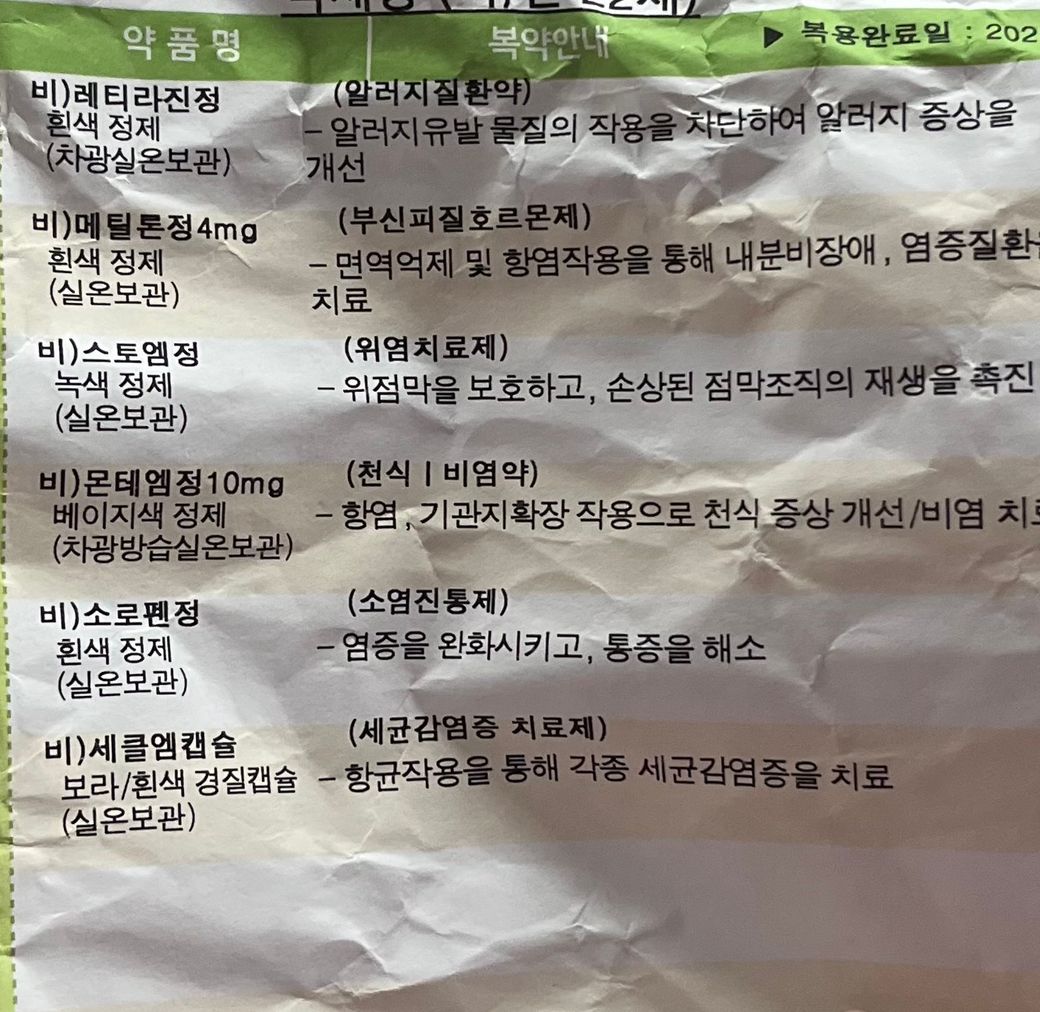 약 품 명 복약안내 ▶ 복용완료일 : 202
비)레티라진정 (알러지질환약)
흰색 정제 – 알러지유발 물질의 작용을 차단하여 알러지 증상을
(차광실온보관) 개선
비)메틸론정4mg (부신피질호르몬제)
흰색 정제 – 면역억제 및 항염작용을 통해 내분비장애, 염증질환
(실온보관) 치료
비)스토엠정 (위염치료제)
녹색 정제 – 위점막을 보호하고, 손상된 점막조직의 재생을 촉진
(실온보관)
비)몬테엠정10mg (천식 | 비염약)
베이지색 정제 – 항염, 기관지확장 작용으로 천식 증상 개선/비염
(차광방습실온보관)
비)소로펜정 (소염진통제)
흰색 정제 – 염증을 완화시키고, 통증을 해소
(실온보관)
비)세클엠캡슐 (세균감염증 치료제)
보라/흰색 경질캡슐 – 항균작용을 통해 각종 세균감염증을 치료
(실온보관)